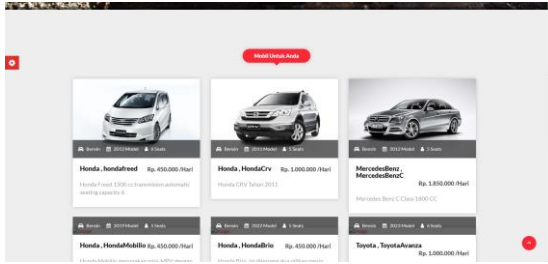 Mobil Untuk Anda
Bensin 2012 Model 6 Seats
Bensin 2011 Model 5 Seats
Bensin 2012 Model 5 Seats
Honda , hondafreed Rp. 450.000 /Hari
Honda Freed 1500 cc transmision automatic
seating capacity 6
Honda , HondaCrv Rp. 1.000.000 /Hari
Honda CRV Tahun 2011
MercedesBenz ,
MercedesBenzC
Rp. 1.850.000 /Hari
Mercedes Benz C Class 1800 CC
Bensin 2019 Model 6 Seats
Bensin 2022 Model 5 Seats
Bensin 2023 Model 6 Seats
Honda , HondaMobilio Rp. 450.000 /Hari
Honda , HondaBrio Rp. 450.000 /Hari
Toyota , ToyotaAvanza
Rp. 1.000.000 /Hari